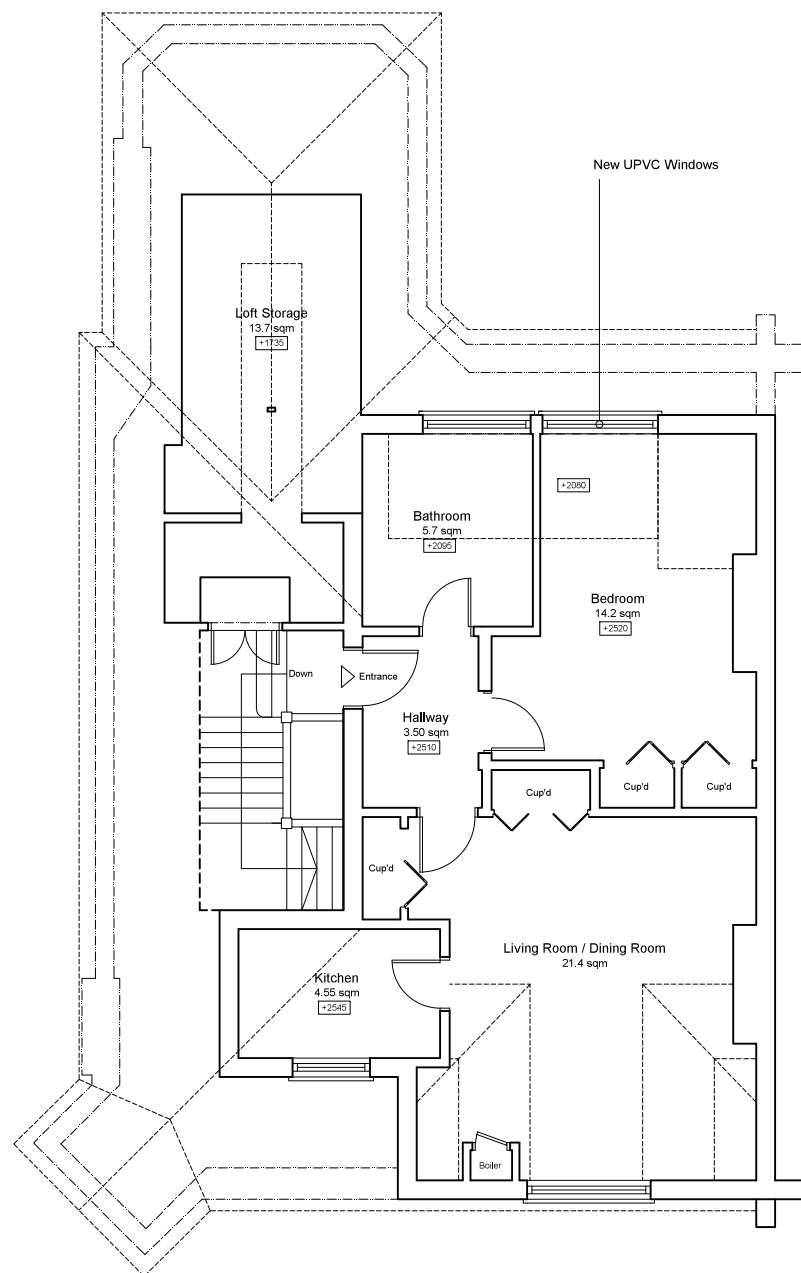 New UPVC Windows
Loft Storage
13.7 sqm
+1735
+2080
Bathroom
5.7 sqm
+2095
Bedroom
14.2 sqm
+2520
Down
Entrance
Hallway
3.50 sqm
+2510
Cup'd
Cup'd
Cup'd
Cup'd
Living Room / Dining Room
21.4 sqm
Kitchen
4.55 sqm
+2545
Boiler